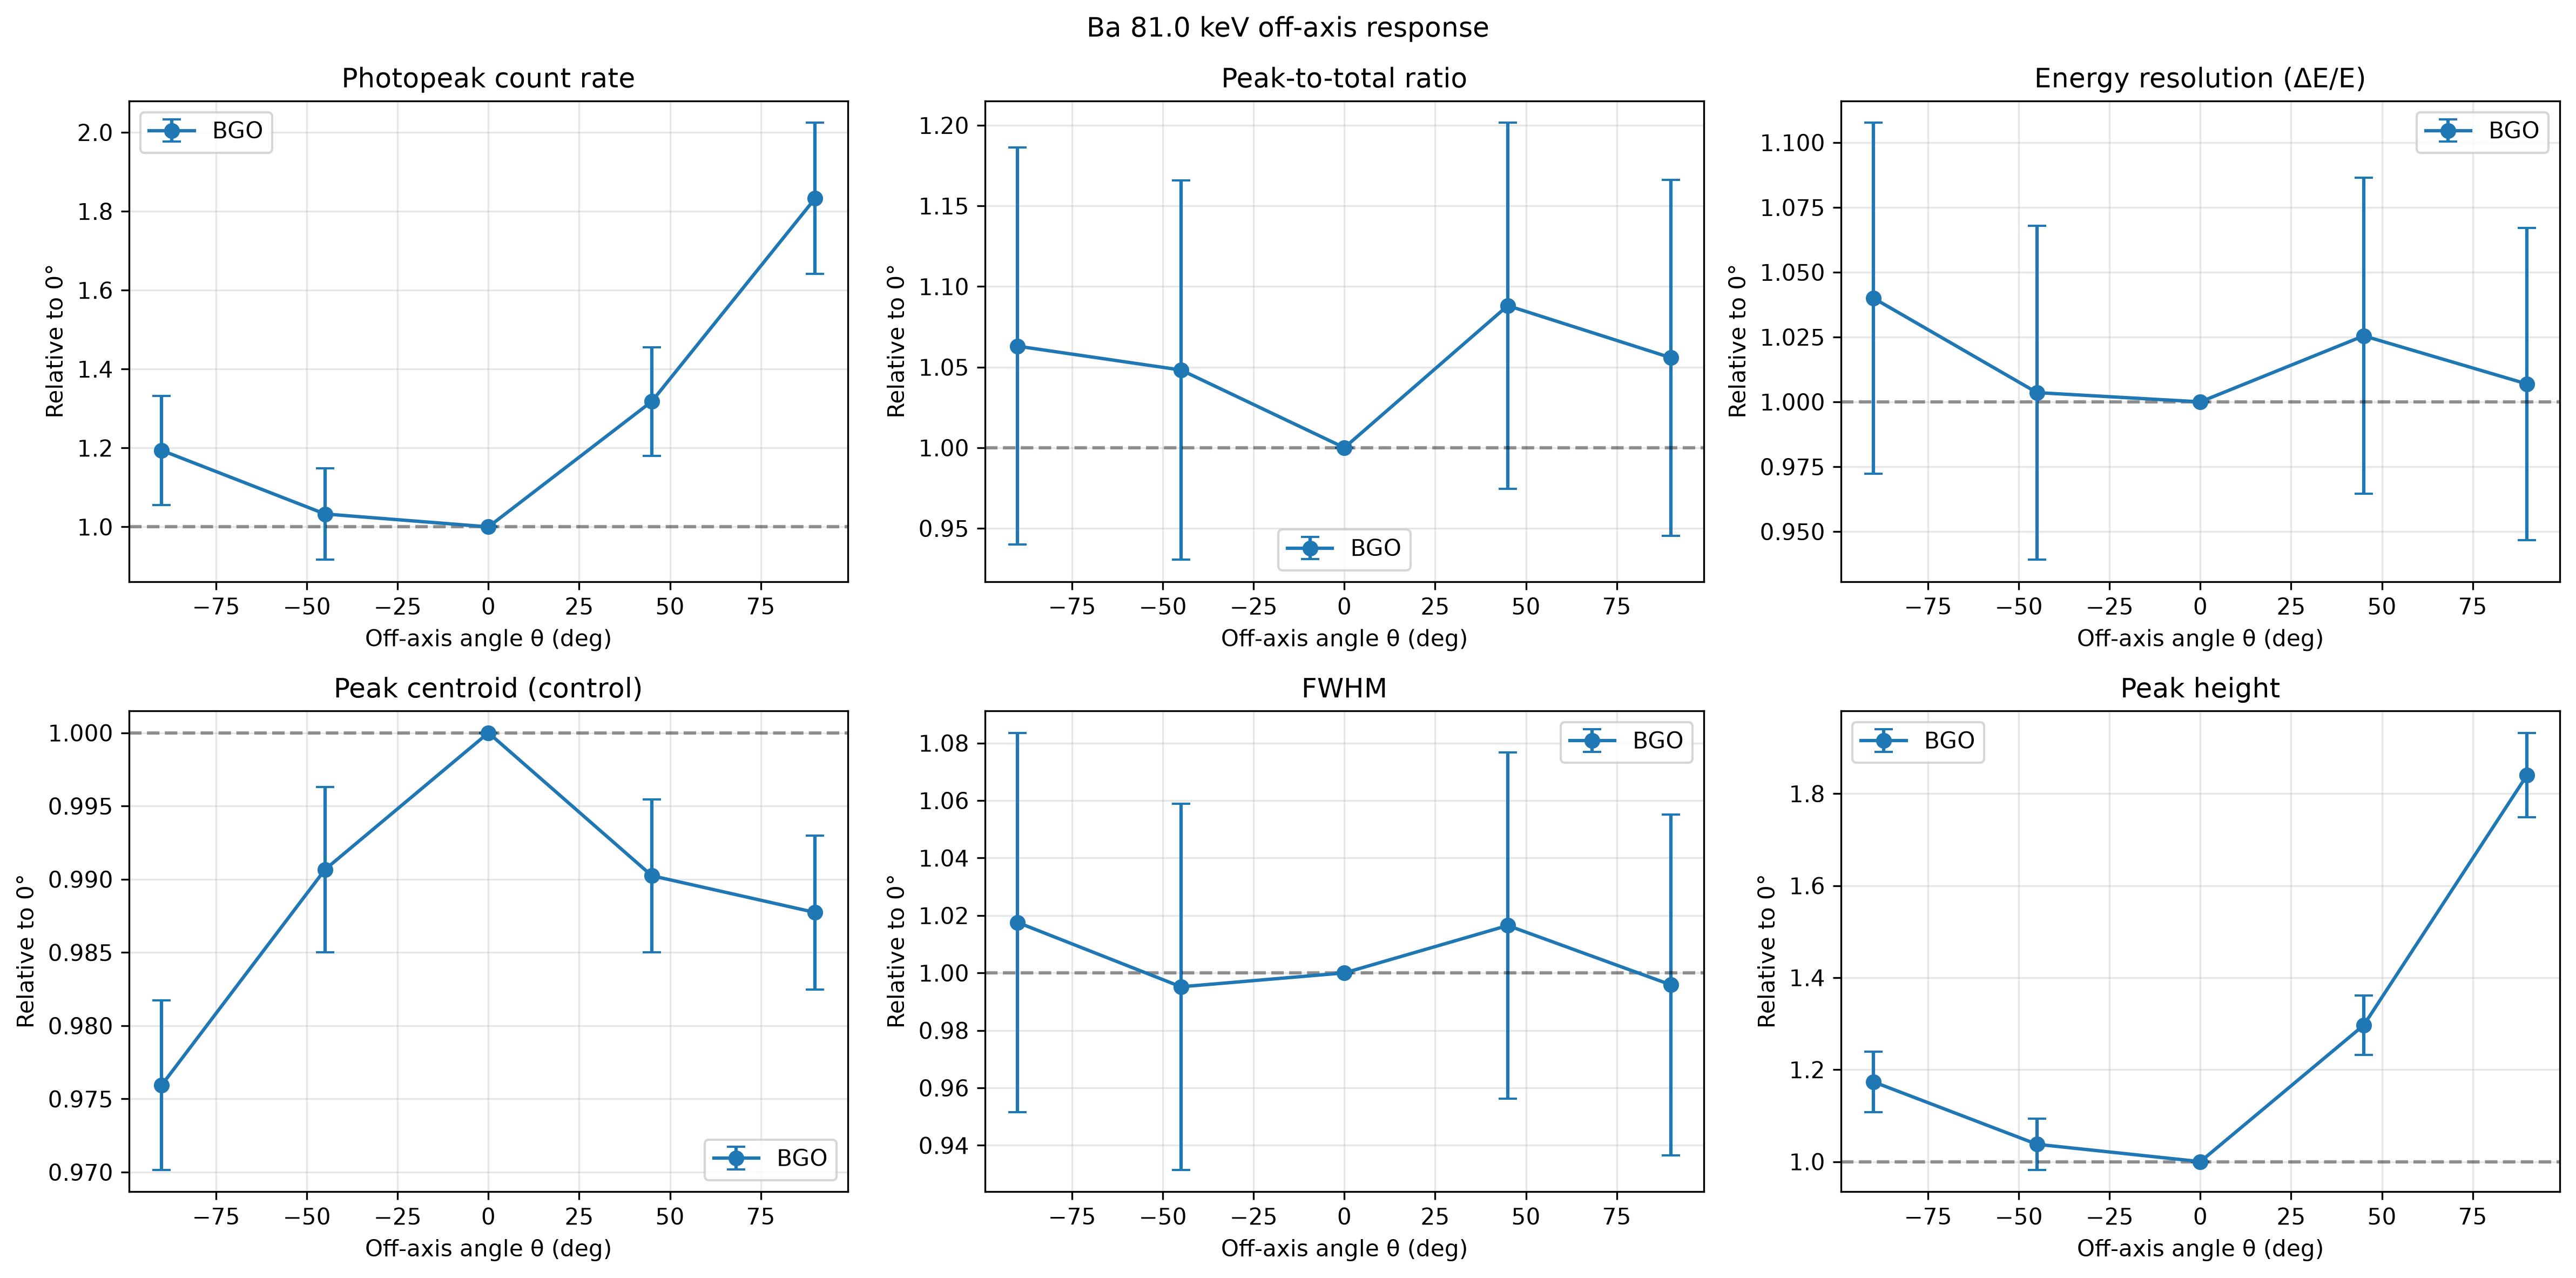 Ba 81.0 keV off-axis response
Photopeak count rate
BGO
2.0
1.8
1.6
1.4
1.2
1.0
Relative to 0°
−75 −50 −25 0 25 50 75
Off-axis angle θ (deg)
Peak-to-total ratio
1.20
1.15
1.10
1.05
1.00
0.95
Relative to 0°
BGO
−75 −50 −25 0 25 50 75
Off-axis angle θ (deg)
Energy resolution (ΔE/E)
BGO
1.100
1.075
1.050
1.025
1.000
0.975
0.950
Relative to 0°
−75 −50 −25 0 25 50 75
Off-axis angle θ (deg)
Peak centroid (control)
1.000
0.995
0.990
0.985
0.980
0.975
0.970
Relative to 0°
BGO
−75 −50 −25 0 25 50 75
Off-axis angle θ (deg)
FWHM
BGO
1.08
1.06
1.04
1.02
1.00
0.98
0.96
0.94
Relative to 0°
−75 −50 −25 0 25 50 75
Off-axis angle θ (deg)
Peak height
BGO
1.8
1.6
1.4
1.2
1.0
Relative to 0°
−75 −50 −25 0 25 50 75
Off-axis angle θ (deg)